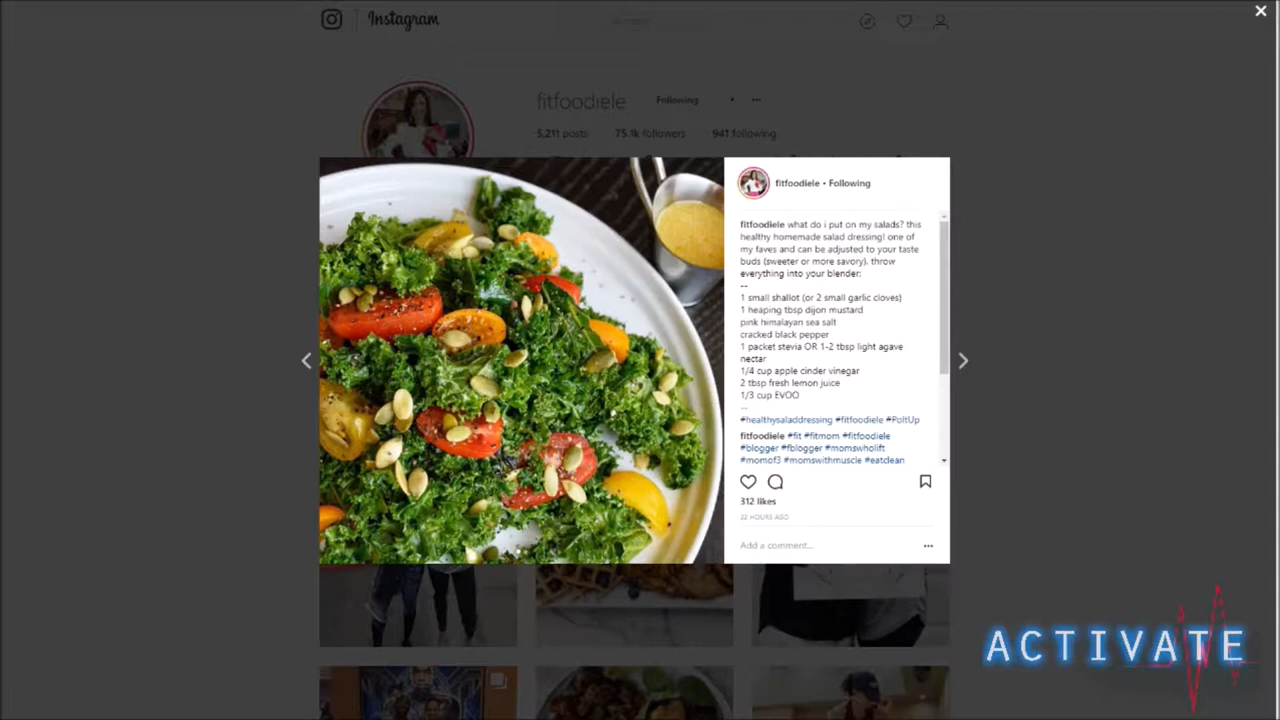 Instagram
fitfoodiele
Following
5,211 posts 75.1k followers 941 following
fitfoodiele • Following
fitfoodiele what do i put on my salads? this
healthy homemade salad dressing! one of
my faves and can be adjusted to your taste
buds (sweeter or more savory). throw
everything into your blender:
--
1 small shallot (or 2 small garlic cloves)
1 heaping tbsp dijon mustard
pink himalayan sea salt
cracked black pepper
1 packet stevia OR 1-2 tbsp light agave
nectar
1/4 cup apple cinder vinegar
2 tbsp fresh lemon juice
1/3 cup EVOO
--
#healthysaladdressing #fitfoodiele #PoItUp
fitfoodiele #fit #fitmom #fitfoodiele
#blogger #fblogger #momswholift
#momof3 #momswithmuscle #eatclean
312 likes
22 HOURS AGO
Add a comment...
ACTIVATE